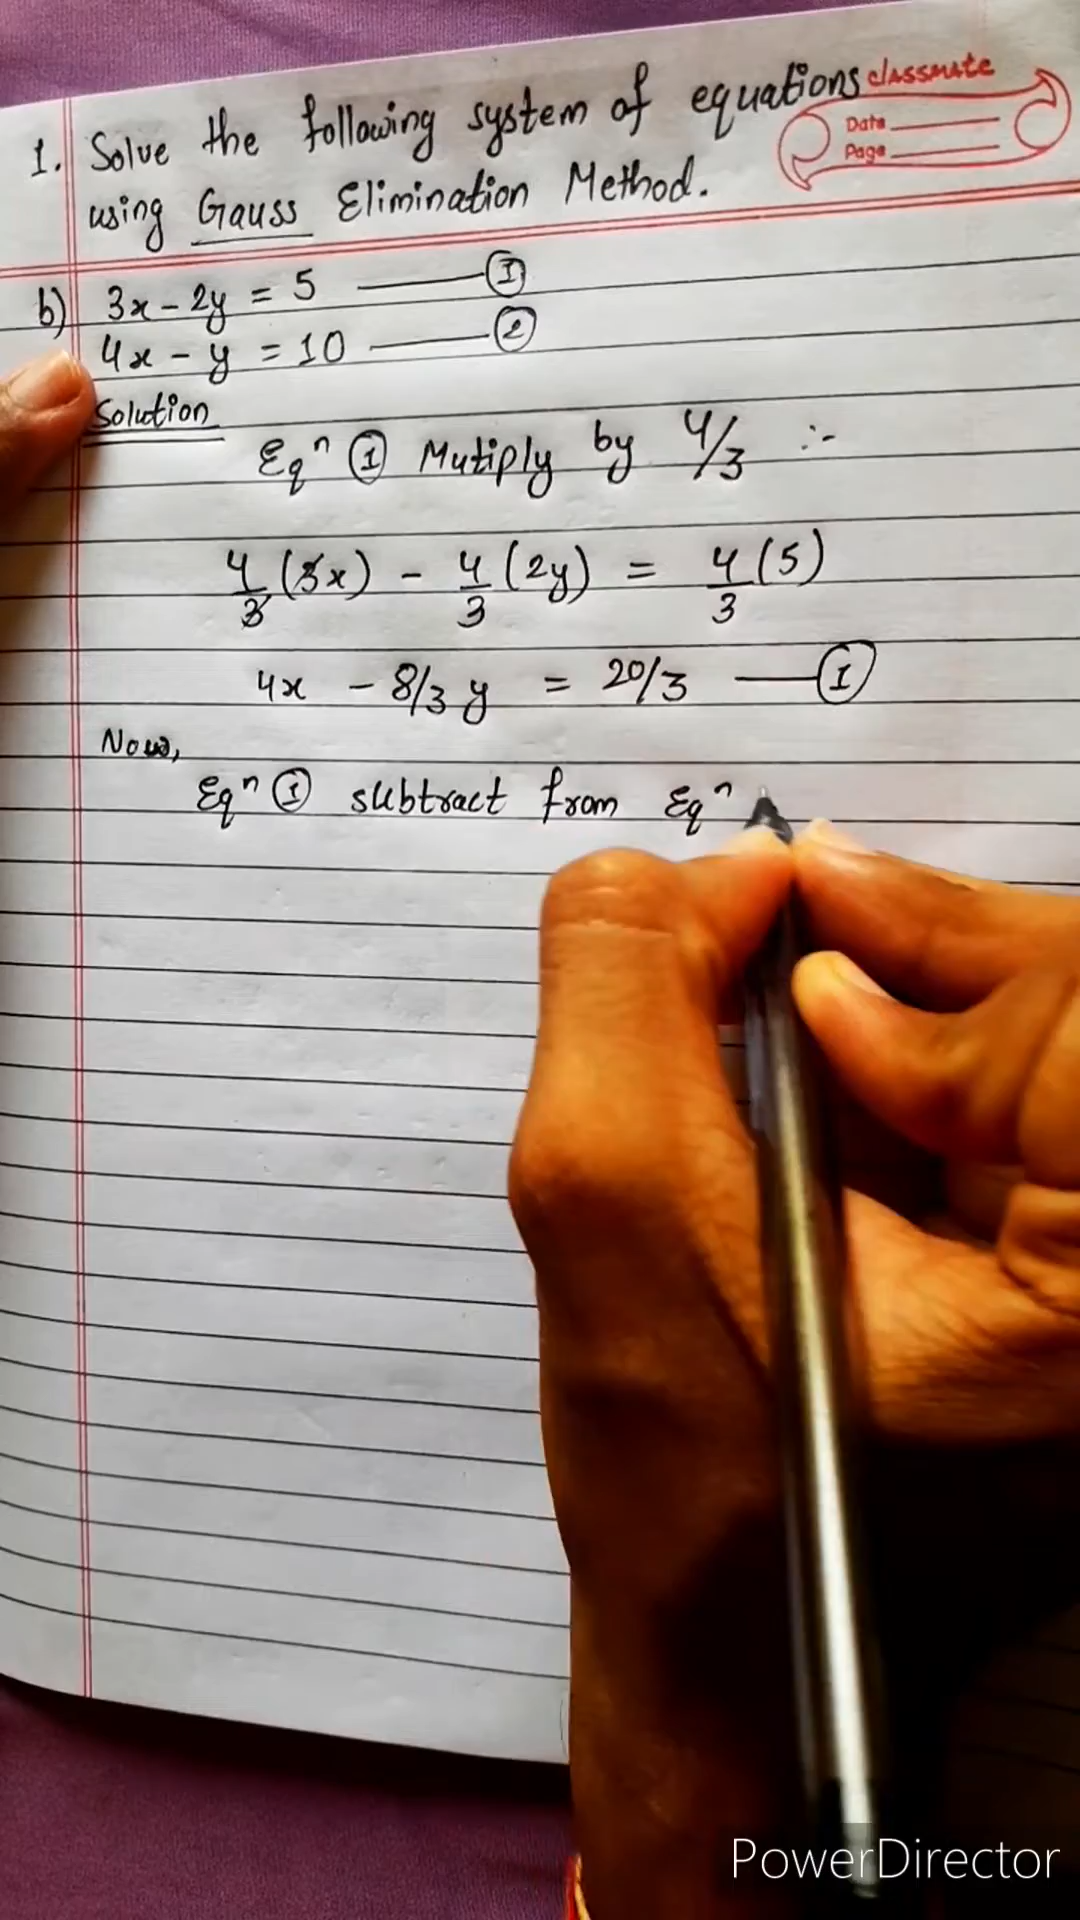 classmate
Date
Page
1. Solve the following system of equations
using Gauss Elimination Method.
b) 3x - 2y = 5 —— ①
4x - y = 10 —— ②
Solution
Eqⁿ ① Mutiply by 4/3 :-
4/3 (3x) - 4/3 (2y) = 4/3 (5)
4x - 8/3 y = 20/3 —— ①
Now,
Eqⁿ ① subtract from Eqⁿ
PowerDirector